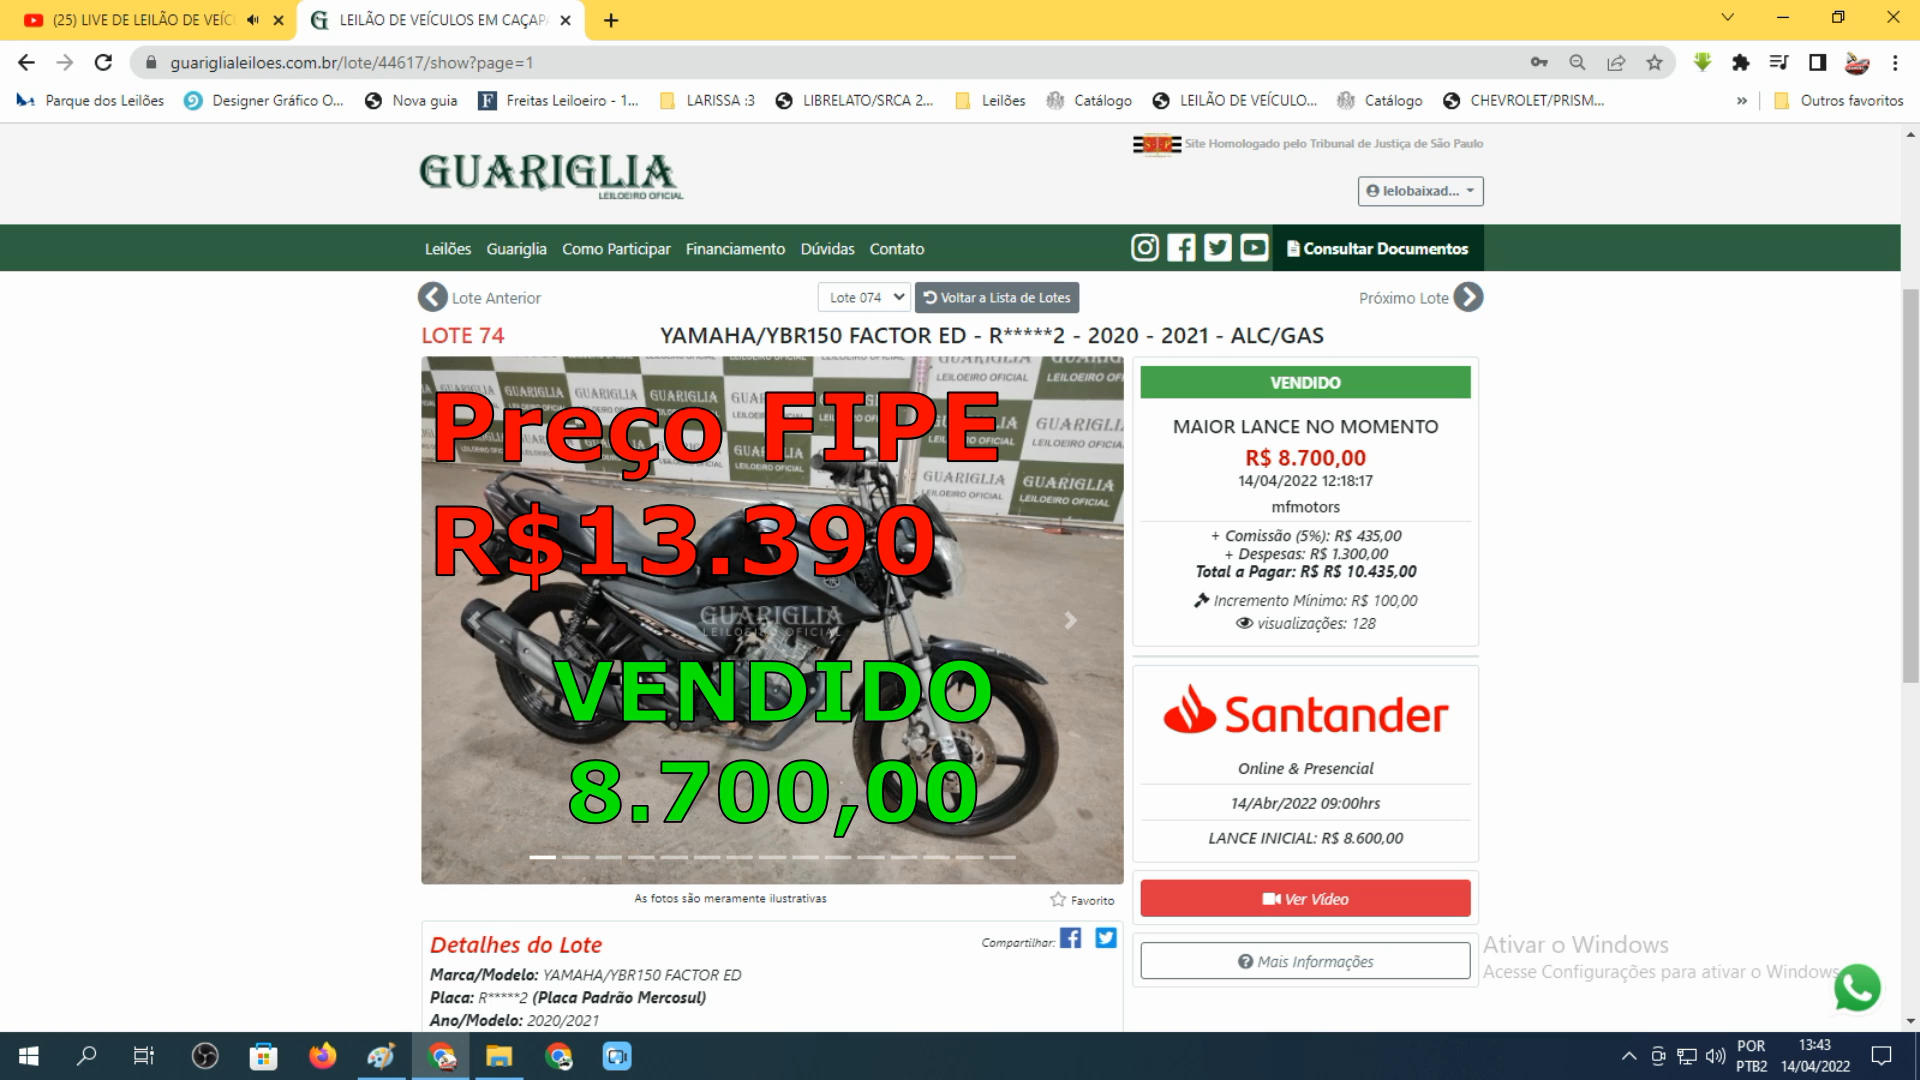 (25) LIVE DE LEILÃO DE VEÍC
LEILÃO DE VEÍCULOS EM CAÇAPA
guariglialeiloes.com.br/lote/44617/show?page=1
Parque dos Leilões
Designer Gráfico O...
Nova guia
Freitas Leiloeiro - 1...
LARISSA :3
LIBRELATO/SRCA 2...
Leilões
Catálogo
LEILÃO DE VEÍCULO...
Catálogo
CHEVROLET/PRISM...
»
Outros favoritos
GUARIGLIA
LEILOEIRO OFICIAL
Site Homologado pelo Tribunal de Justiça de São Paulo
lelobaixad...
Leilões Guariglia Como Participar Financiamento Dúvidas Contato
Consultar Documentos
Lote Anterior
Lote 074
Voltar a Lista de Lotes
Próximo Lote
LOTE 74
YAMAHA/YBR150 FACTOR ED - R*****2 - 2020 - 2021 - ALC/GAS
Preço FIPE
R$13.390
GUARIGLIA
LEILOEIRO OFICIAL
VENDIDO
8.700,00
As fotos são meramente ilustrativas
Favorito
VENDIDO
MAIOR LANCE NO MOMENTO
R$ 8.700,00
14/04/2022 12:18:17
mfmotors
+ Comissão (5%): R$ 435,00
+ Despesas: R$ 1.300,00
Total a Pagar: R$ R$ 10.435,00
Incremento Mínimo: R$ 100,00
visualizações: 128
Santander
Online & Presencial
14/Abr/2022 09:00hrs
LANCE INICIAL: R$ 8.600,00
Ver Vídeo
Mais Informações
Detalhes do Lote
Compartilhar:
Marca/Modelo: YAMAHA/YBR150 FACTOR ED
Placa: R*****2 (Placa Padrão Mercosul)
Ano/Modelo: 2020/2021
Ativar o Windows
Acesse Configurações para ativar o Windows
POR
PTB2
13:43
14/04/2022